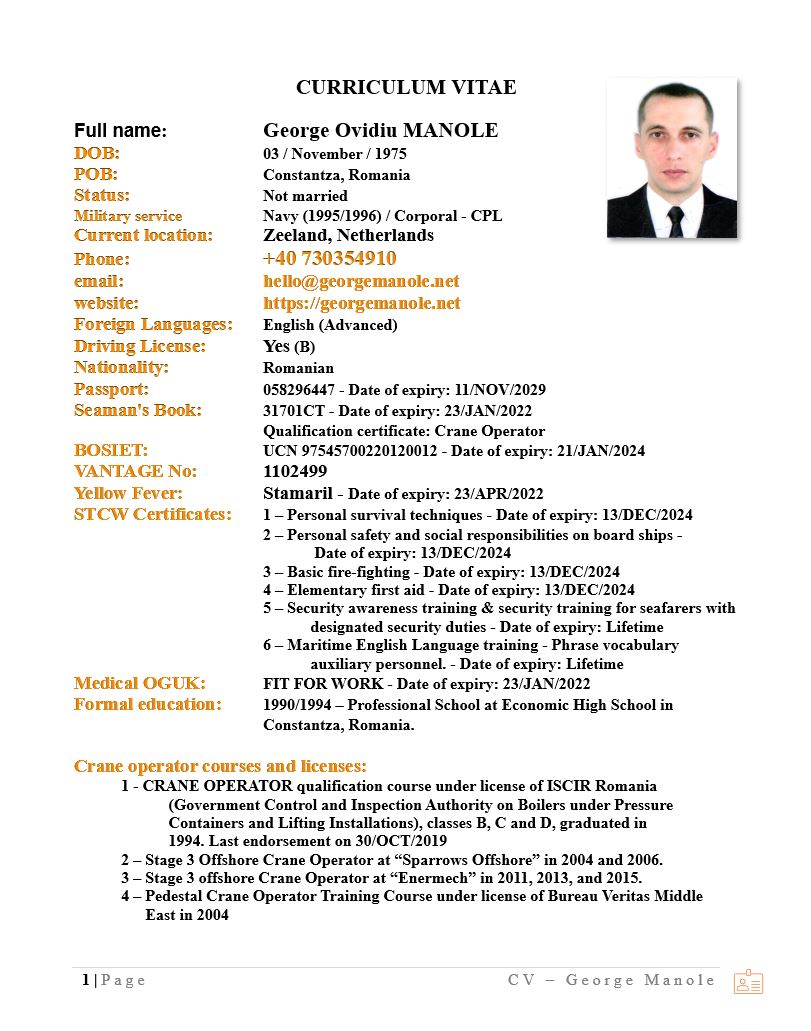 CURRICULUM VITAE
Full name: George Ovidiu MANOLE
DOB: 03 / November / 1975
POB: Constantza, Romania
Status: Not married
Military service Navy (1995/1996) / Corporal - CPL
Current location: Zeeland, Netherlands
Phone: +40 730354910
email: hello@georgemanole.net
website: https://georgemanole.net
Foreign Languages: English (Advanced)
Driving License: Yes (B)
Nationality: Romanian
Passport: 058296447 - Date of expiry: 11/NOV/2029
Seaman's Book: 31701CT - Date of expiry: 23/JAN/2022
Qualification certificate: Crane Operator
BOSIET: UCN 97545700220120012 - Date of expiry: 21/JAN/2024
VANTAGE No: 1102499
Yellow Fever: Stamaril - Date of expiry: 23/APR/2022
STCW Certificates: 1 – Personal survival techniques - Date of expiry: 13/DEC/2024
2 – Personal safety and social responsibilities on board ships -
Date of expiry: 13/DEC/2024
3 – Basic fire-fighting - Date of expiry: 13/DEC/2024
4 – Elementary first aid - Date of expiry: 13/DEC/2024
5 – Security awareness training & security training for seafarers with
designated security duties - Date of expiry: Lifetime
6 – Maritime English Language training - Phrase vocabulary
auxiliary personnel. - Date of expiry: Lifetime
Medical OGUK: FIT FOR WORK - Date of expiry: 23/JAN/2022
Formal education: 1990/1994 – Professional School at Economic High School in
Constantza, Romania.
Crane operator courses and licenses:
1 - CRANE OPERATOR qualification course under license of ISCIR Romania
(Government Control and Inspection Authority on Boilers under Pressure
Containers and Lifting Installations), classes B, C and D, graduated in
1994. Last endorsement on 30/OCT/2019
2 – Stage 3 Offshore Crane Operator at “Sparrows Offshore” in 2004 and 2006.
3 – Stage 3 offshore Crane Operator at “Enermech” in 2011, 2013, and 2015.
4 – Pedestal Crane Operator Training Course under license of Bureau Veritas Middle
East in 2004
1 | Page CV – George Manole